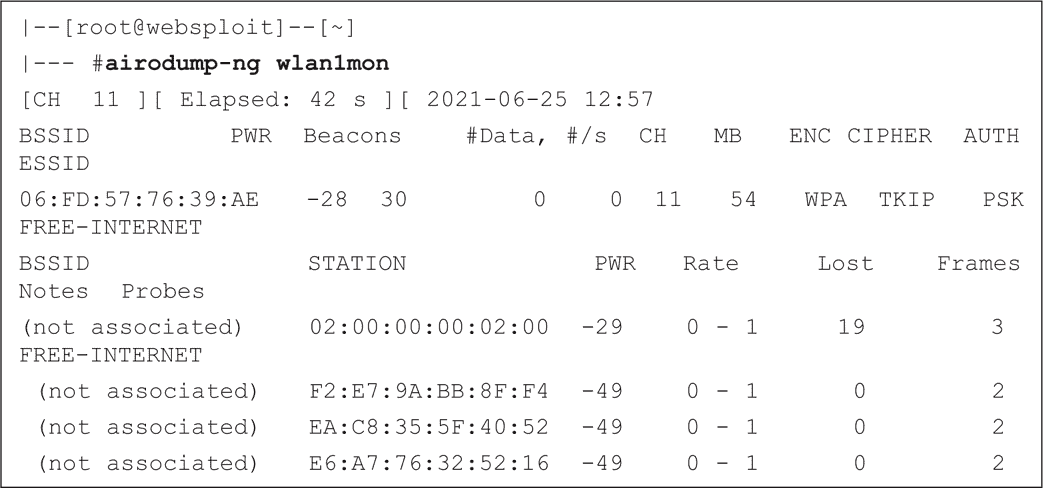 |--[root@websploit]--[~]
|--- #airodump-ng wlan1mon
[CH 11 ][ Elapsed: 42 s ][ 2021-06-25 12:57
BSSID PWR Beacons #Data, #/s CH MB ENC CIPHER AUTH
ESSID
06:FD:57:76:39:AE -28 30 0 0 11 54 WPA TKIP PSK
FREE-INTERNET
BSSID STATION PWR Rate Lost Frames
Notes Probes
(not associated) 02:00:00:00:02:00 -29 0 - 1 19 3
FREE-INTERNET
(not associated) F2:E7:9A:BB:8F:F4 -49 0 - 1 0 2
(not associated) EA:C8:35:5F:40:52 -49 0 - 1 0 2
(not associated) E6:A7:76:32:52:16 -49 0 - 1 0 2